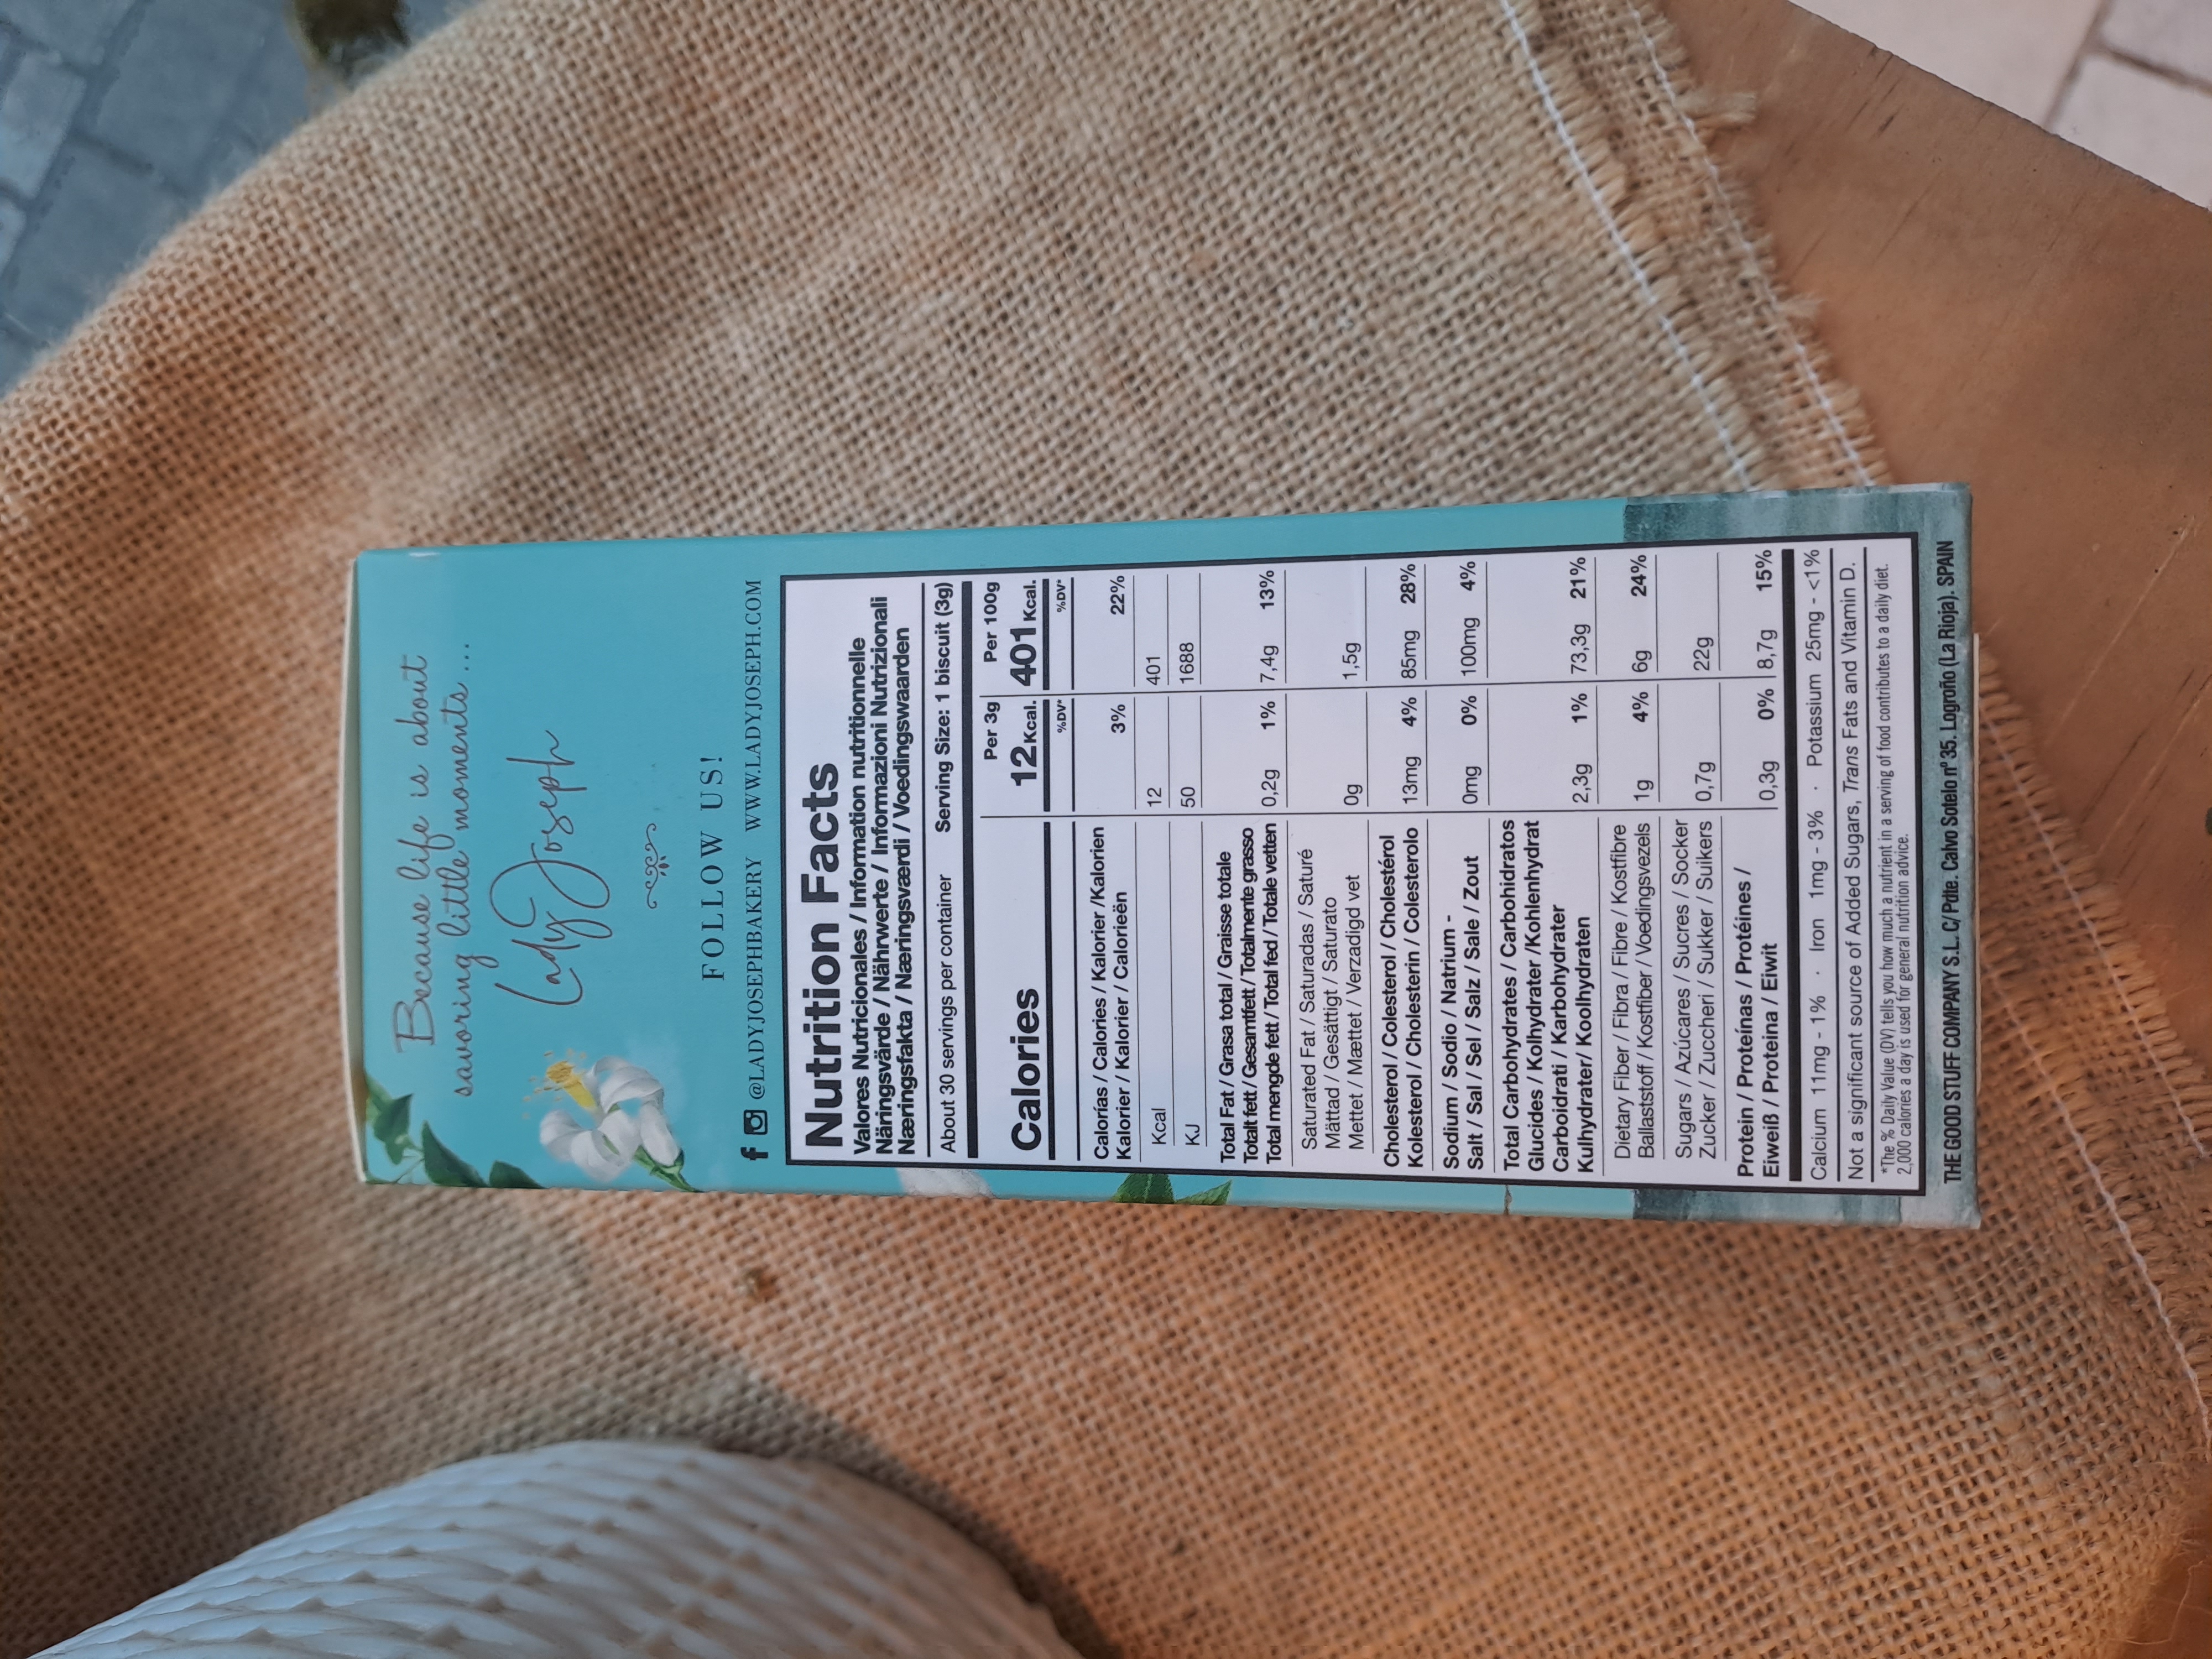 Because life is about
savoring little moments...
Lady Joseph
FOLLOW US!
@LADYJOSEPHBAKERY WWW.LADYJOSEPH.COM
Nutrition Facts
Valores Nutricionales / Information nutritionnelle
Näringsvärde / Nährwerte / Informazioni Nutrizionali
Næringsfakta / Næringsværdi / Voedingswaarden
About 30 servings per container Serving Size: 1 biscuit (3g)
Per 3g Per 100g
Calories 12Kcal. 401Kcal.
%DV* %DV*
Calorías / Calories / Kalorier /Kalorien
Kalorier / Kalorier / Calorieën 3% 22%
Kcal 12 401
KJ 50 1688
Total Fat / Grasa total / Graisse totale
Totalt fett / Gesamtfett / Totalmente grasso
Total mengde fett / Total fed / Totale vetten 0,2g 1% 7,4g 13%
Saturated Fat / Saturadas / Saturé
Mättad / Gesättigt / Saturato
Mettet / Mættet / Verzadigd vet 0g 1,5g
Cholesterol / Colesterol / Cholestérol
Kolesterol / Cholesterin / Colesterolo 13mg 4% 85mg 28%
Sodium / Sodio / Natrium -
Salt / Sal / Sel / Salz / Sale / Zout 0mg 0% 100mg 4%
Total Carbohydrates / Carbohidratos
Glucides / Kolhydrater /Kohlenhydrat
Carboidrati / Karbohydrater
Kulhydrater/ Koolhydraten 2,3g 1% 73,3g 21%
Dietary Fiber / Fibra / Fibre / Kostfibre
Ballaststoff / Kostfiber / Voedingsvezels 1g 4% 6g 24%
Sugars / Azúcares / Sucres / Socker
Zucker / Zuccheri / Sukker / Suikers 0,7g 22g
Protein / Proteínas / Protéines /
Eiweiß / Proteina / Eiwit 0,3g 0% 8,7g 15%
Calcium 11mg - 1% · Iron 1mg - 3% · Potassium 25mg - <1%
Not a significant source of Added Sugars, Trans Fats and Vitamin D.
*The % Daily Value (DV) tells you how much a nutrient in a serving of food contributes to a daily diet.
2,000 calories a day is used for general nutrition advice.
THE GOOD STUFF COMPANY S.L. C/ Pdte. Calvo Sotelo nº 35. Logroño (La Rioja). SPAIN